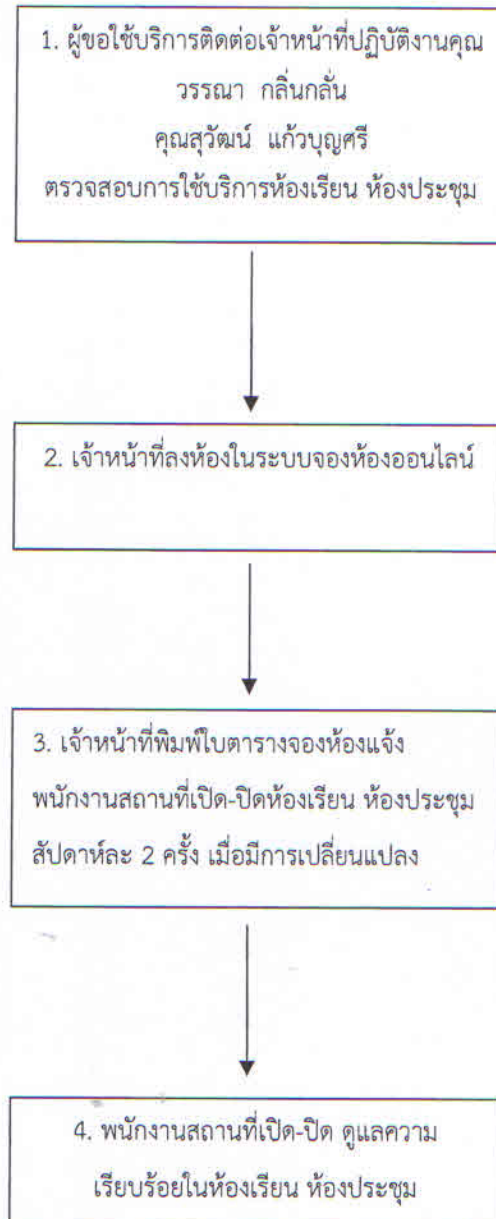 1. ผู้ขอใช้บริการติดต่อเจ้าหน้าที่ปฏิบัติงานคุณ
วรรณา กลิ่นกลั่น
คุณสุวัฒน์ แก้วบุญศรี
ตรวจสอบการใช้บริการห้องเรียน ห้องประชุม
2. เจ้าหน้าที่ลงห้องในระบบจองห้องออนไลน์
3. เจ้าหน้าที่พิมพ์ใบตารางจองห้องแจ้ง
พนักงานสถานที่เปิด-ปิดห้องเรียน ห้องประชุม
สัปดาห์ละ 2 ครั้ง เมื่อมีการเปลี่ยนแปลง
4. พนักงานสถานที่เปิด-ปิด ดูแลความ
เรียบร้อยในห้องเรียน ห้องประชุม